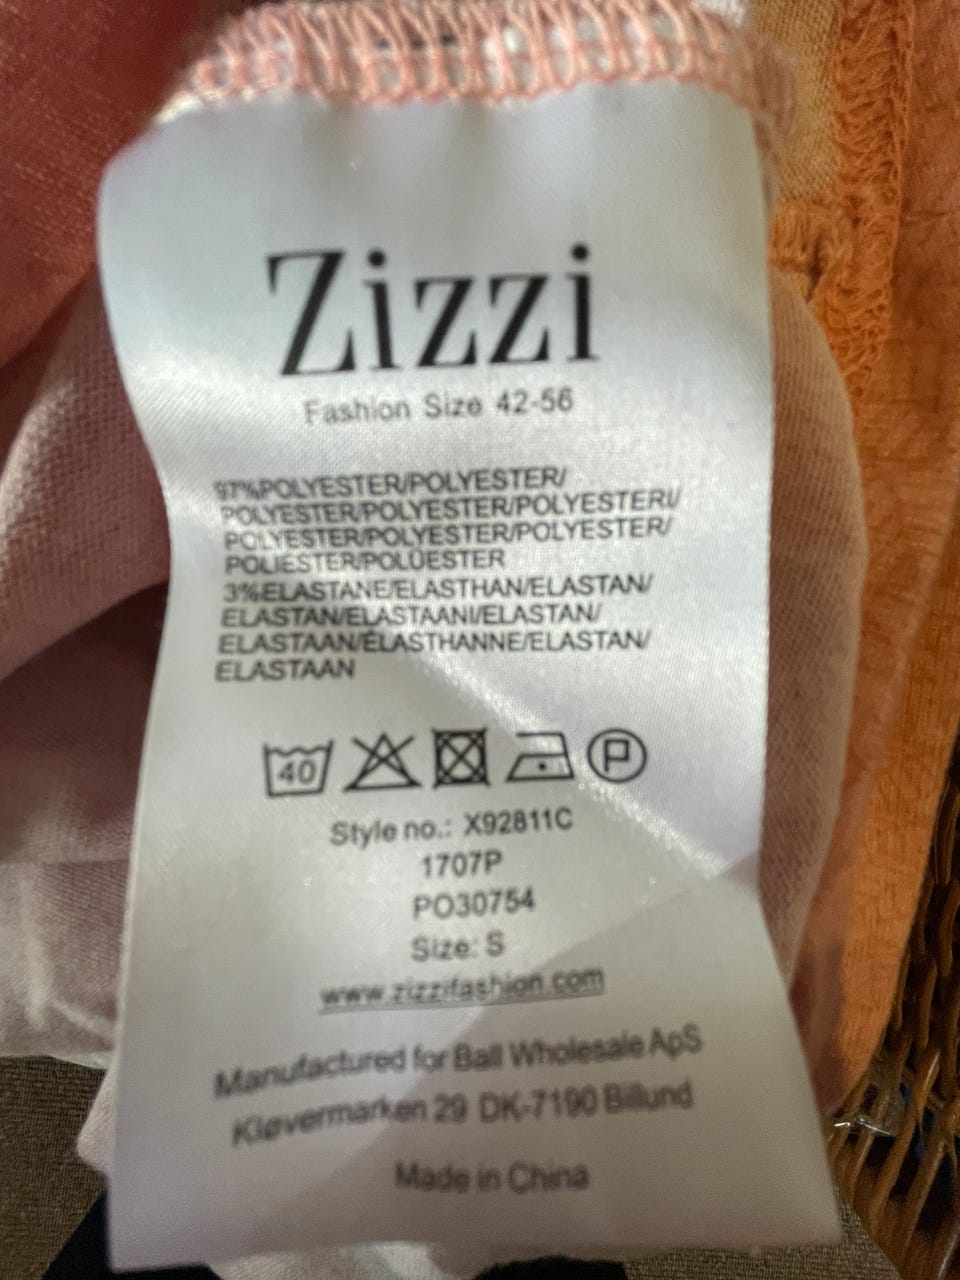 Zizzi
Fashion Size 42-56
97%POLYESTER/POLYESTER/
POLYESTER/POLYESTER/POLYESTER/
POLYESTER/POLYESTER/POLYESTER/
POLIESTER/POLÜESTER
3%ELASTANE/ELASTHAN/ELASTAN/
ELASTAN/ELASTAANI/ELASTAN/
ELASTAAN/ÉLASTHANNE/ELASTAN/
ELASTAAN
40 P
Style no.: X92811C
1707P
PO30754
Size: S
www.zizzifashion.com
Manufactured for Ball Wholesale ApS
Kløvermarken 29 DK-7190 Billund
Made in China